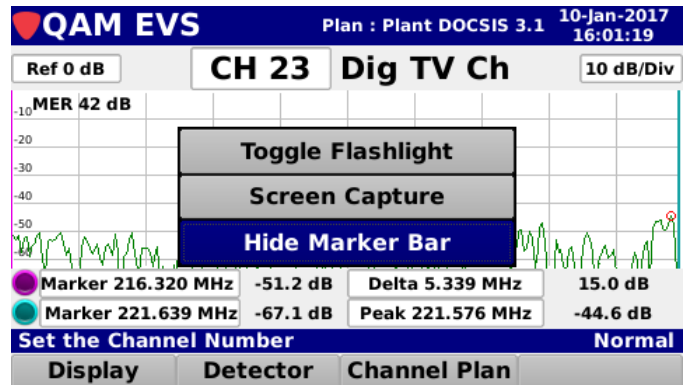 QAM EVS Plan : Plant DOCSIS 3.1 10-Jan-2017
16:01:19
Ref 0 dB CH 23 Dig TV Ch 10 dB/Div
MER 42 dB
-10
-20
-30
-40
-50
-60
Toggle Flashlight
Screen Capture
Hide Marker Bar
Marker 216.320 MHz -51.2 dB Delta 5.339 MHz 15.0 dB
Marker 221.639 MHz -67.1 dB Peak 221.576 MHz -44.6 dB
Set the Channel Number Normal
Display Detector Channel Plan